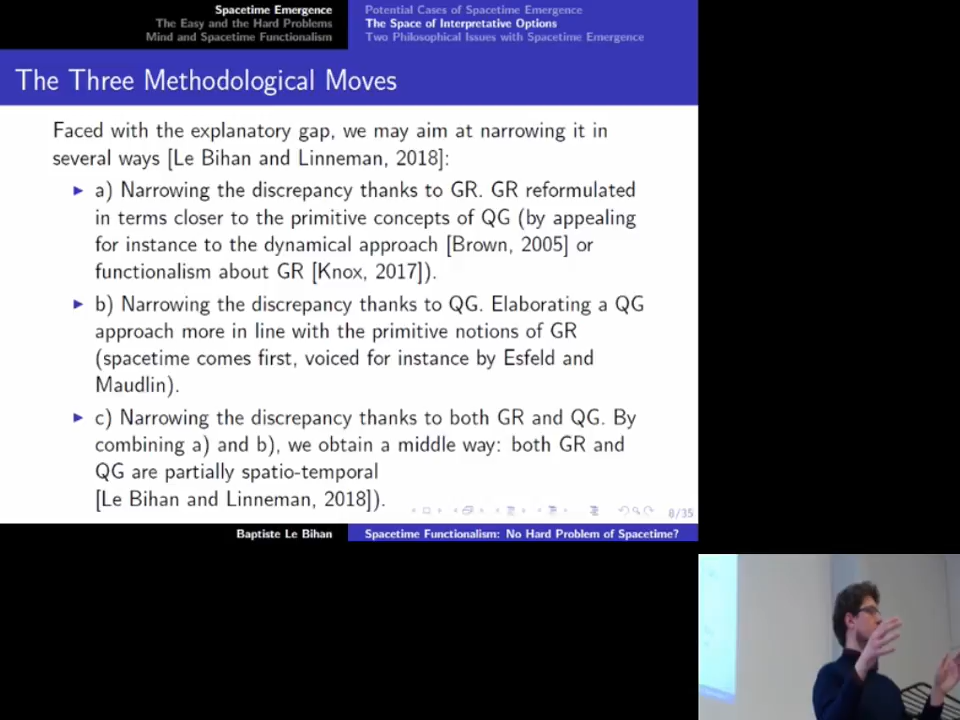 Spacetime Emergence
The Easy and the Hard Problems
Mind and Spacetime Functionalism
Potential Cases of Spacetime Emergence
The Space of Interpretative Options
Two Philosophical Issues with Spacetime Emergence
The Three Methodological Moves
Faced with the explanatory gap, we may aim at narrowing it in
several ways [Le Bihan and Linneman, 2018]:
a) Narrowing the discrepancy thanks to GR. GR reformulated
in terms closer to the primitive concepts of QG (by appealing
for instance to the dynamical approach [Brown, 2005] or
functionalism about GR [Knox, 2017]).
b) Narrowing the discrepancy thanks to QG. Elaborating a QG
approach more in line with the primitive notions of GR
(spacetime comes first, voiced for instance by Esfeld and
Maudlin).
c) Narrowing the discrepancy thanks to both GR and QG. By
combining a) and b), we obtain a middle way: both GR and
QG are partially spatio-temporal
[Le Bihan and Linneman, 2018]).
8/35
Baptiste Le Bihan
Spacetime Functionalism: No Hard Problem of Spacetime?